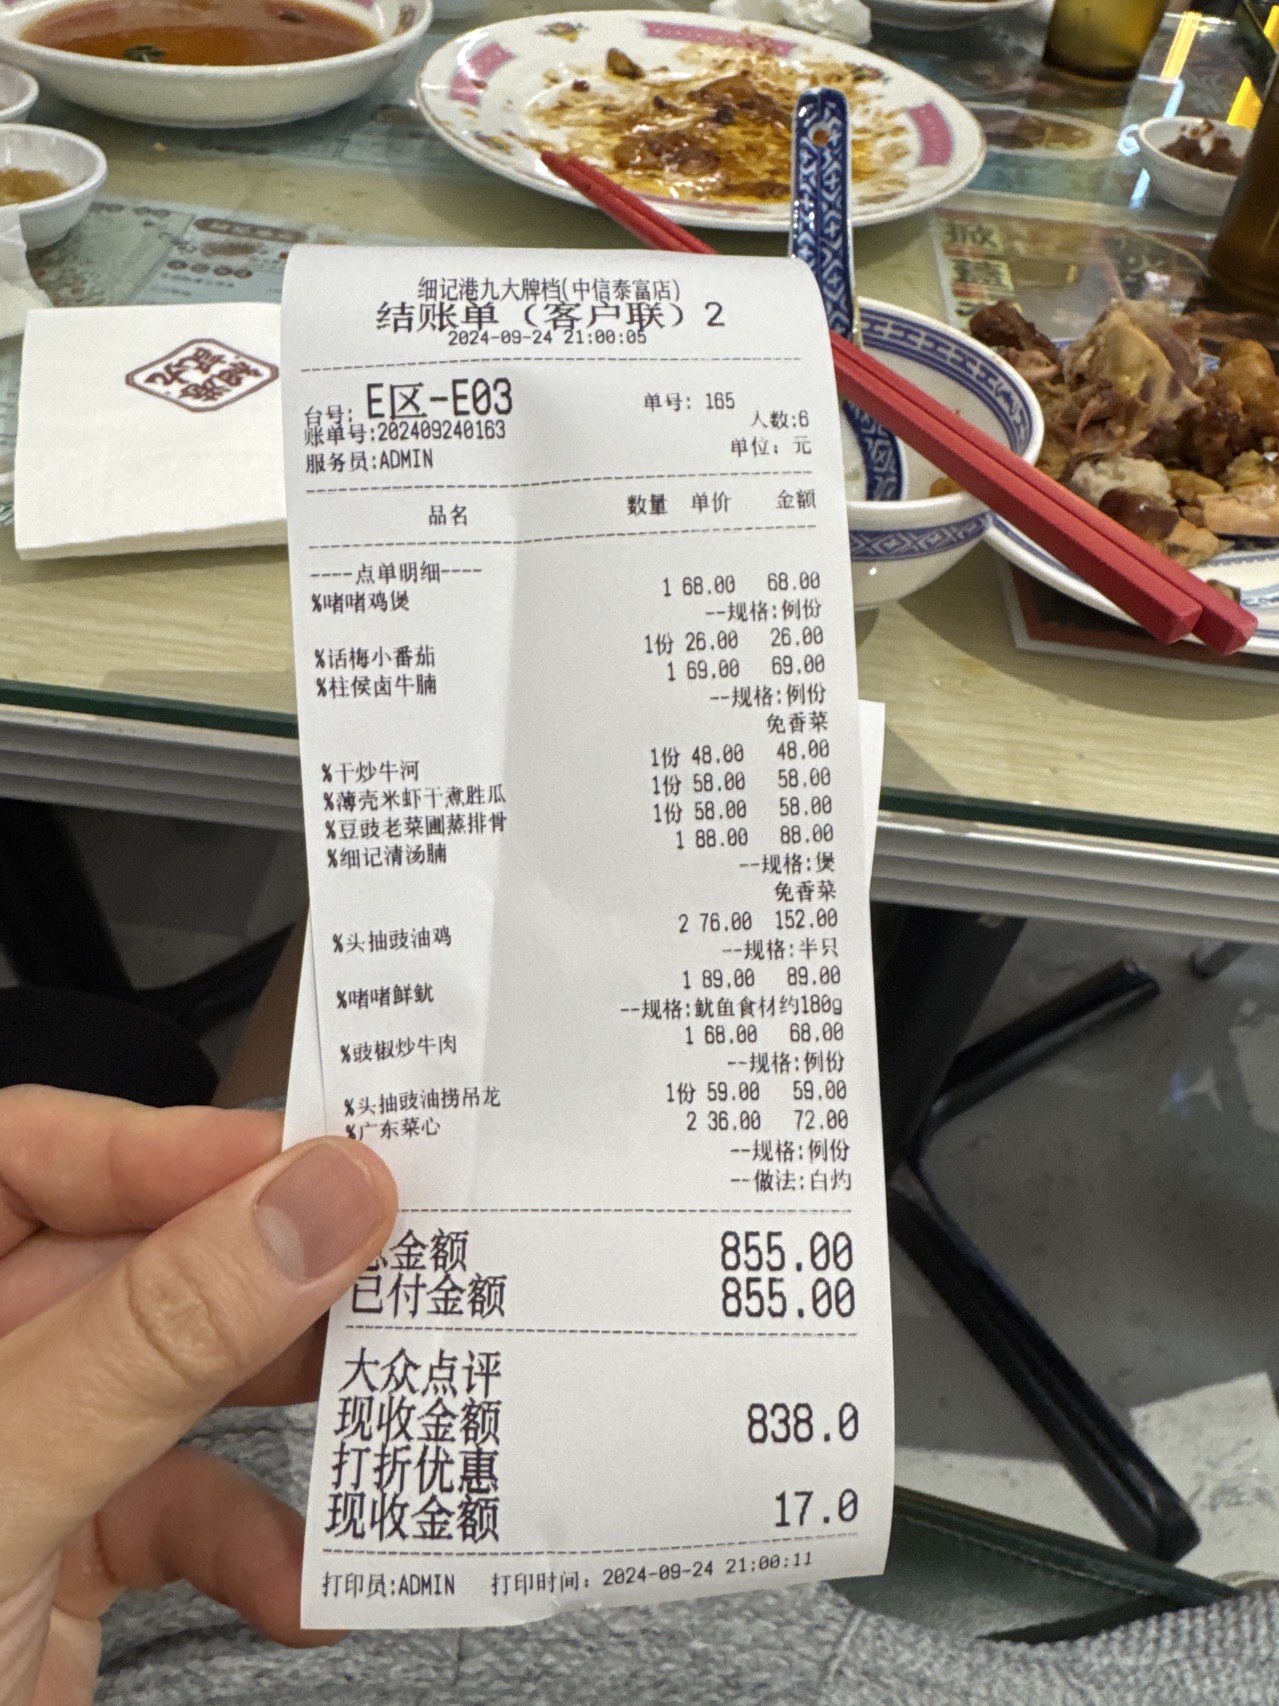 细记港九大牌档(中信泰富店)
结账单（客户联）2
2024-09-24 21:00:05
台号: E区-E03 单号: 165
账单号:202409240163 人数:6
服务员:ADMIN 单位: 元
品名 数量 单价 金额
----点单明细----
%啫啫鸡煲 1 68.00 68.00
--规格:例份
%话梅小番茄 1份 26.00 26.00
%柱侯卤牛腩 1 69.00 69.00
--规格:例份
免香菜
%干炒牛河 1份 48.00 48.00
%薄壳米虾干煮胜瓜 1份 58.00 58.00
%豆豉老菜圃蒸排骨 1份 58.00 58.00
%细记清汤腩 1 88.00 88.00
--规格:煲
免香菜
%头抽豉油鸡 2 76.00 152.00
--规格:半只
%啫啫鲜鱿 1 89.00 89.00
--规格:鱿鱼食材约180g
%豉椒炒牛肉 1 68.00 68.00
--规格:例份
%头抽豉油捞吊龙 1份 59.00 59.00
%广东菜心 2 36.00 72.00
--规格:例份
--做法:白灼
总金额 855.00
已付金额 855.00
大众点评
现收金额 838.0
打折优惠
现收金额 17.0
打印员:ADMIN 打印时间: 2024-09-24 21:00:11